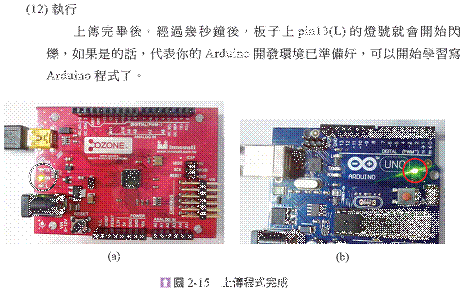 (12) 執行
上傳完畢後，經過幾秒鐘後，板子上 pin13(L) 的燈號就會開始閃
爍，如果是的話，代表你的 Arduino 開發環境已準備好，可以開始學習寫
Arduino 程式了。
OZONE
DIGITAL (PWM~)
UNO
ARDUINO
POWER
(a)
(b)
圖 2-15 上傳程式完成